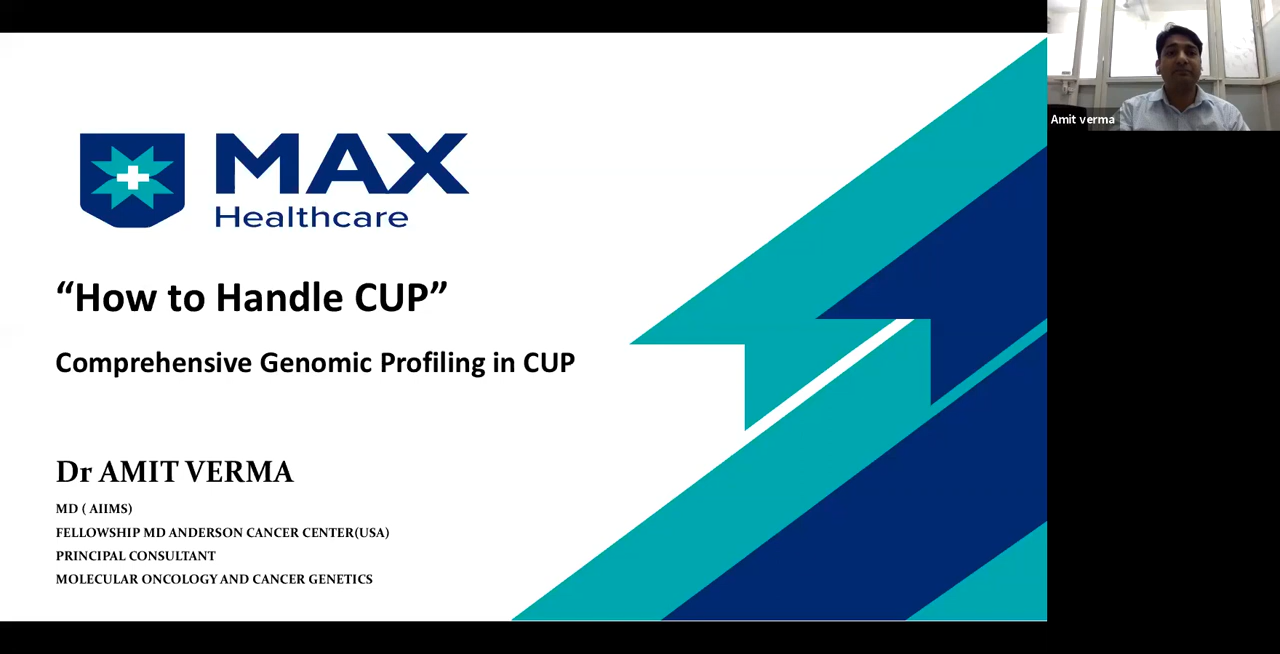 MAX
Healthcare
“How to Handle CUP”
Comprehensive Genomic Profiling in CUP
Dr AMIT VERMA
MD ( AIIMS)
FELLOWSHIP MD ANDERSON CANCER CENTER(USA)
PRINCIPAL CONSULTANT
MOLECULAR ONCOLOGY AND CANCER GENETICS
Amit verma